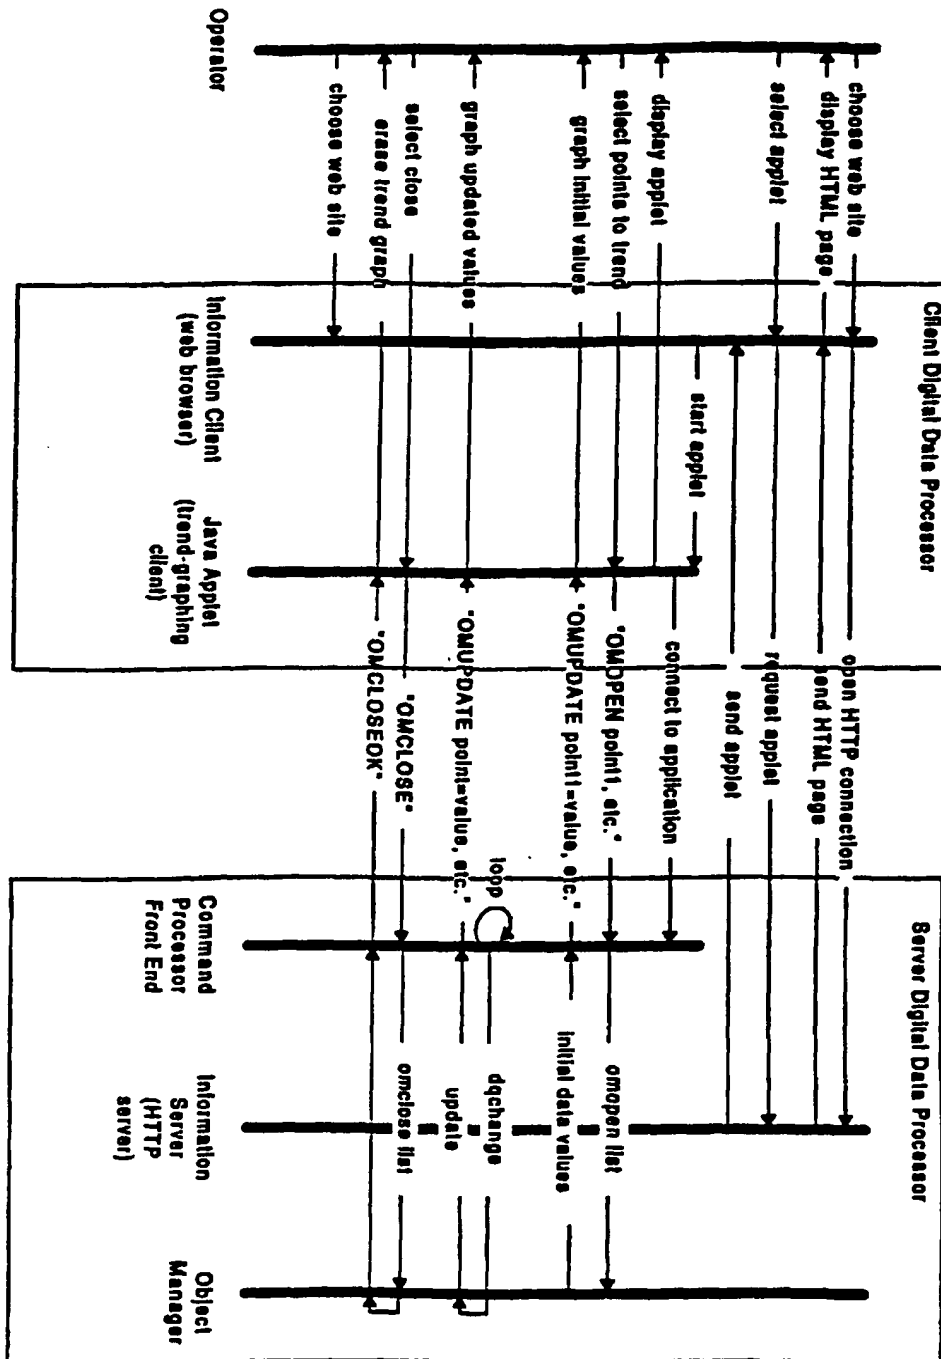 Client Digital Data Processor
Server Digital Data Processor
choose web site
open HTTP connection
display HTML page
send HTML page
select applet
request applet
send applet
start applet
connect to application
display applet
select points to trend
"OMOPEN point1, etc."
omopen list
graph initial values
"OMUPDATE point1=value, etc."
initial data values
loop
dqchange
graph updated values
"OMUPDATE point=value, etc."
update
select close
"OMCLOSE"
omclose list
erase trend graph
"OMCLOSEOK"
choose web site
Operator
Information Client
(web browser)
Java Applet
(trend-graphing
client)
Command
Processor
Front End
Information
Server
(HTTP
server)
Object
Manager